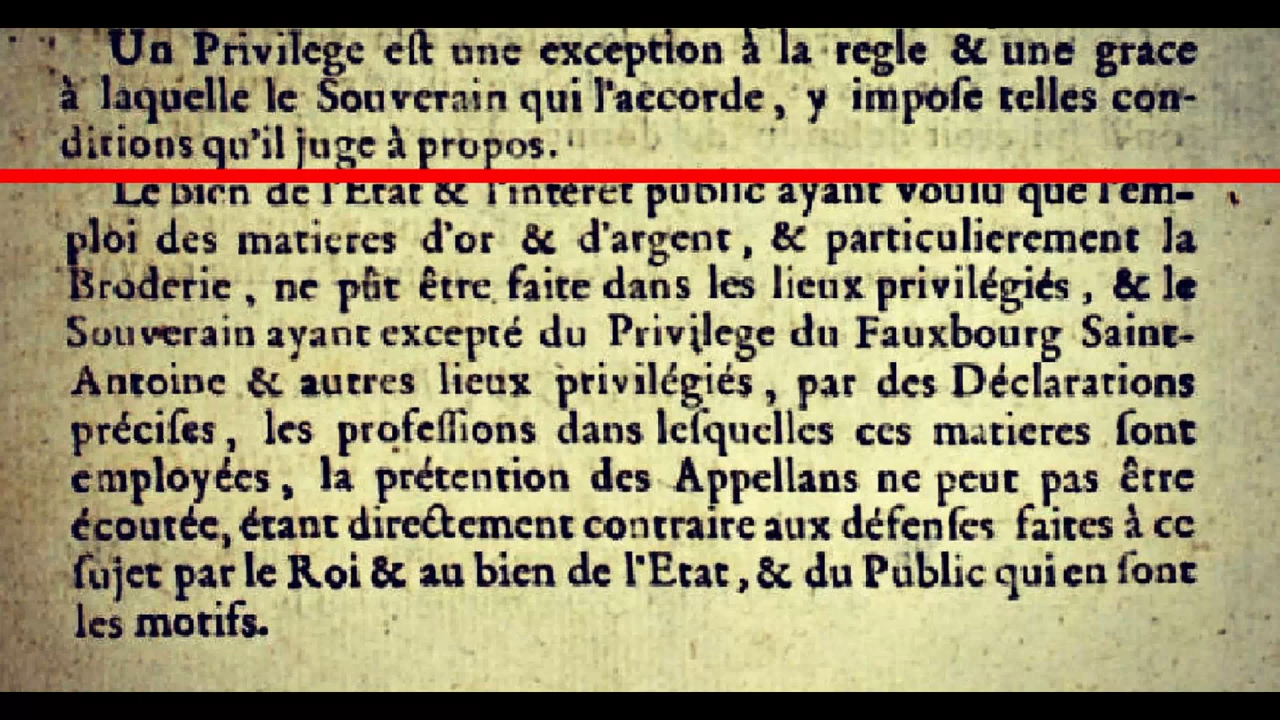 Un Privilege eſt une exception à la regle & une grace
à laquelle le Souverain qui l'accorde, y impoſe telles con-
ditions qu'il juge à propos.
Le bien de l'Etat & l'intérêt public ayant voulu que l'em-
ploi des matieres d'or & d'argent, & particulierement la
Broderie, ne pût être faite dans les lieux privilégiés, & le
Souverain ayant excepté du Privilege du Fauxbourg Saint-
Antoine & autres lieux privilégiés, par des Déclarations
préciſes, les profeſſions dans leſquelles ces matieres ſont
employées, la prétention des Appellans ne peut pas être
écoutée, étant directement contraire aux défenſes faites à ce
ſujet par le Roi & au bien de l'Etat, & du Public qui en ſont
les motifs.